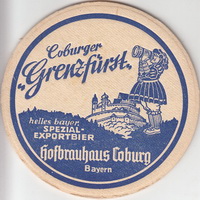 Coburger
"Grenzfürst"
helles bayer.
SPEZIAL-
EXPORTBIER
Hofbrauhaus Coburg
Bayern